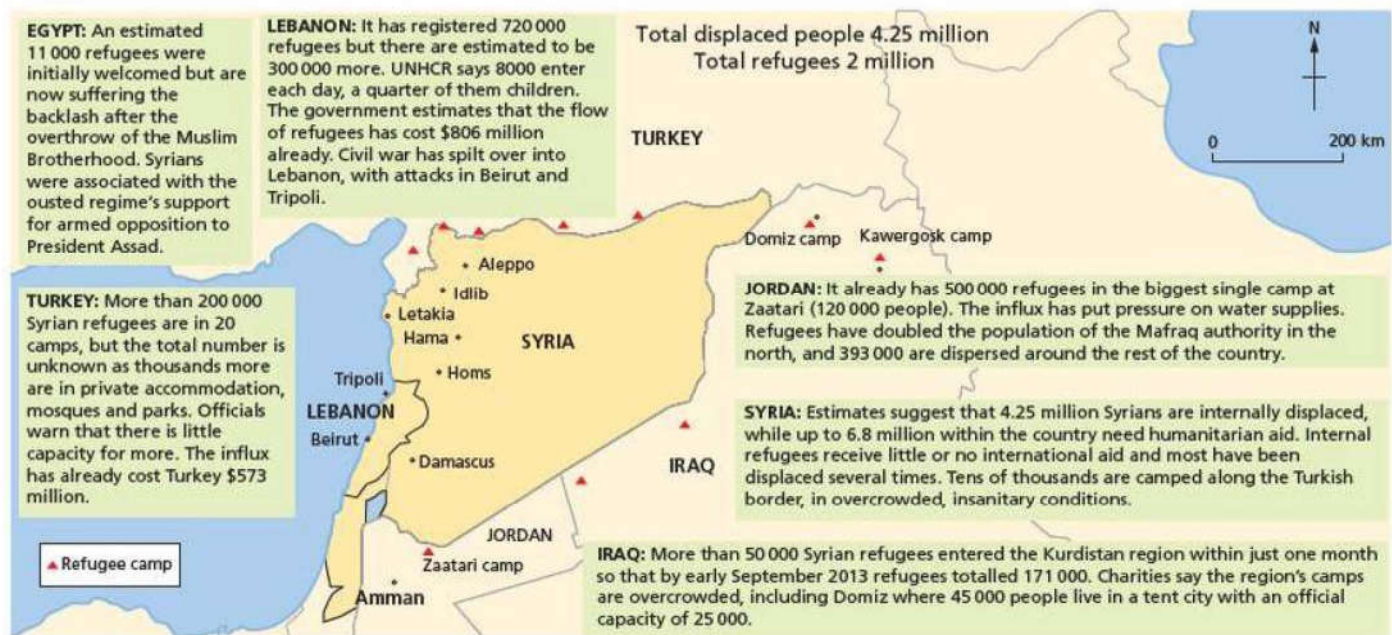 EGYPT: An estimated
11 000 refugees were
initially welcomed but are
now suffering the
backlash after the
overthrow of the Muslim
Brotherhood. Syrians
were associated with the
ousted regime's support
for armed opposition to
President Assad.
LEBANON: It has registered 720 000
refugees but there are estimated to be
300 000 more. UNHCR says 8000 enter
each day, a quarter of them children.
The government estimates that the flow
of refugees has cost $806 million
already. Civil war has spilt over into
Lebanon, with attacks in Beirut and
Tripoli.
Total displaced people 4.25 million
Total refugees 2 million
N
0 200 km
TURKEY
Domiz camp
Kawergosk camp
Aleppo
Idlib
Letakia
Hama
SYRIA
Homs
Tripoli
LEBANON
Beirut
Damascus
IRAQ
JORDAN
Zaatari camp
Amman
TURKEY: More than 200 000
Syrian refugees are in 20
camps, but the total number is
unknown as thousands more
are in private accommodation,
mosques and parks. Officials
warn that there is little
capacity for more. The influx
has already cost Turkey $573
million.
JORDAN: It already has 500 000 refugees in the biggest single camp at
Zaatari (120 000 people). The influx has put pressure on water supplies.
Refugees have doubled the population of the Mafraq authority in the
north, and 393 000 are dispersed around the rest of the country.
SYRIA: Estimates suggest that 4.25 million Syrians are internally displaced,
while up to 6.8 million within the country need humanitarian aid. Internal
refugees receive little or no international aid and most have been
displaced several times. Tens of thousands are camped along the Turkish
border, in overcrowded, insanitary conditions.
IRAQ: More than 50 000 Syrian refugees entered the Kurdistan region within just one month
so that by early September 2013 refugees totalled 171 000. Charities say the region's camps
are overcrowded, including Domiz where 45 000 people live in a tent city with an official
capacity of 25 000.
Refugee camp